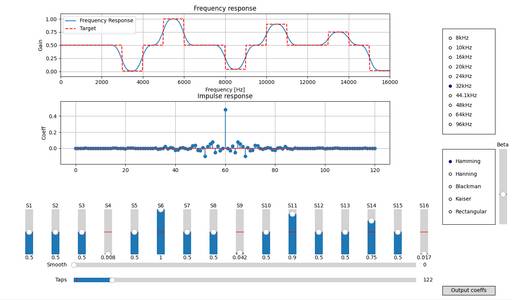 Frequency response
Frequency Response
Target
Gain
1.00
0.75
0.50
0.25
0.00
0
2000
4000
6000
8000
10000
12000
14000
16000
Frequency [Hz]
Impulse response
Coeff
0.4
0.2
0.0
0
20
40
60
80
100
120
8kHz
10kHz
16kHz
20kHz
24kHz
32kHz
44.1kHz
48kHz
64kHz
96kHz
Beta
Hamming
Hanning
Blackman
Kaiser
Rectangular
S1 S2 S3 S4 S5 S6 S7 S8 S9 S10 S11 S12 S13 S14 S15 S16
0.5 0.5 0.5 0.008 0.5 1 0.5 0.5 0.042 0.5 0.9 0.5 0.5 0.75 0.5 0.017
Smooth 0
Taps 122
Output coeffs